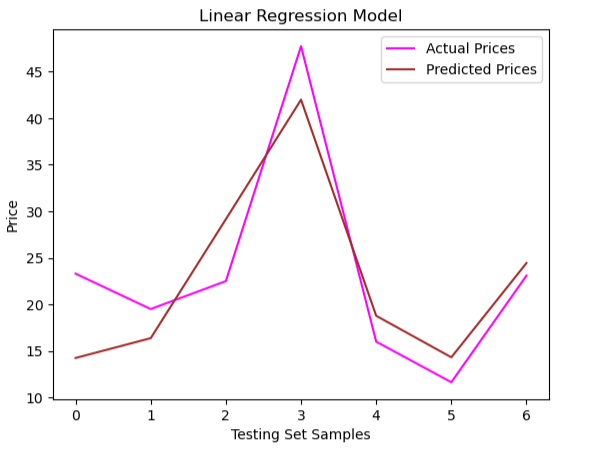 Linear Regression Model
Actual Prices
Predicted Prices
Price
45
40
35
30
25
20
15
10
0 1 2 3 4 5 6
Testing Set Samples